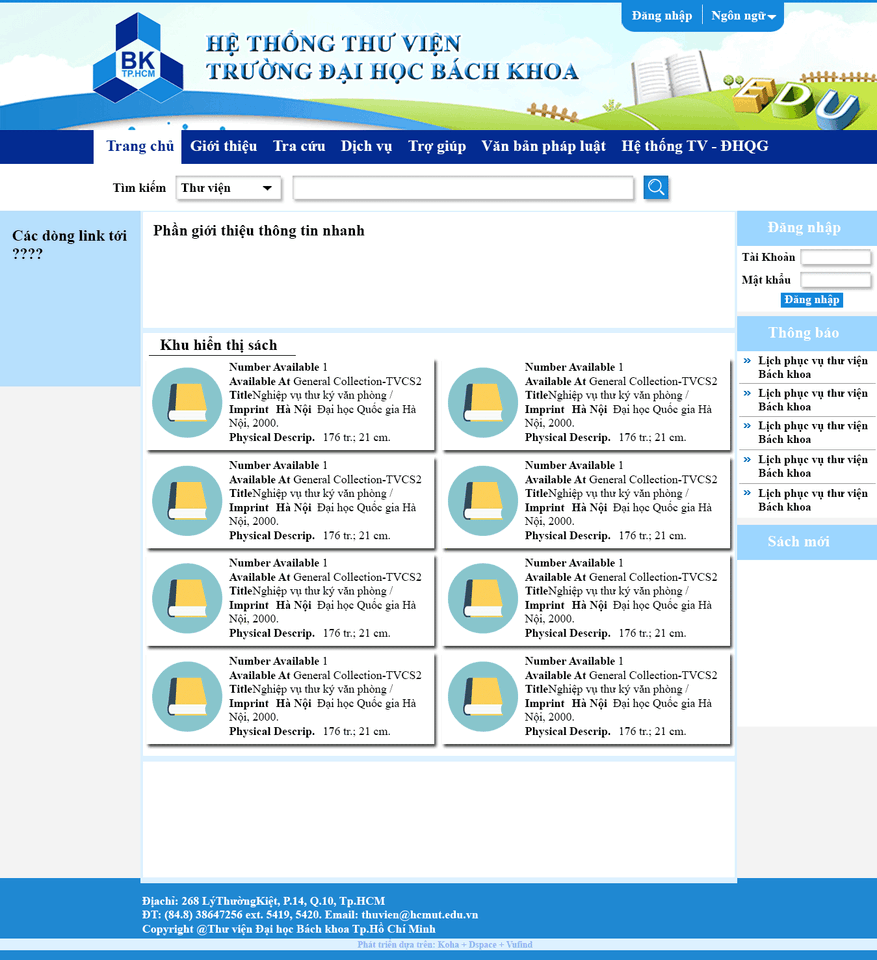 Đăng nhập
Ngôn ngữ
BK
TP.HCM
HỆ THỐNG THƯ VIỆN
TRƯỜNG ĐẠI HỌC BÁCH KHOA
EDU
Trang chủ
Giới thiệu
Tra cứu
Dịch vụ
Trợ giúp
Văn bản pháp luật
Hệ thống TV - ĐHQG
Tìm kiếm
Thư viện
Các dòng link tới
????
Phần giới thiệu thông tin nhanh
Khu hiển thị sách
Number Available 1
Available At General Collection-TVCS2
TitleNghiệp vụ thư ký văn phòng /
Imprint Hà Nội Đại học Quốc gia Hà
Nội, 2000.
Physical Descrip. 176 tr.; 21 cm.
Number Available 1
Available At General Collection-TVCS2
TitleNghiệp vụ thư ký văn phòng /
Imprint Hà Nội Đại học Quốc gia Hà
Nội, 2000.
Physical Descrip. 176 tr.; 21 cm.
Number Available 1
Available At General Collection-TVCS2
TitleNghiệp vụ thư ký văn phòng /
Imprint Hà Nội Đại học Quốc gia Hà
Nội, 2000.
Physical Descrip. 176 tr.; 21 cm.
Number Available 1
Available At General Collection-TVCS2
TitleNghiệp vụ thư ký văn phòng /
Imprint Hà Nội Đại học Quốc gia Hà
Nội, 2000.
Physical Descrip. 176 tr.; 21 cm.
Number Available 1
Available At General Collection-TVCS2
TitleNghiệp vụ thư ký văn phòng /
Imprint Hà Nội Đại học Quốc gia Hà
Nội, 2000.
Physical Descrip. 176 tr.; 21 cm.
Number Available 1
Available At General Collection-TVCS2
TitleNghiệp vụ thư ký văn phòng /
Imprint Hà Nội Đại học Quốc gia Hà
Nội, 2000.
Physical Descrip. 176 tr.; 21 cm.
Number Available 1
Available At General Collection-TVCS2
TitleNghiệp vụ thư ký văn phòng /
Imprint Hà Nội Đại học Quốc gia Hà
Nội, 2000.
Physical Descrip. 176 tr.; 21 cm.
Number Available 1
Available At General Collection-TVCS2
TitleNghiệp vụ thư ký văn phòng /
Imprint Hà Nội Đại học Quốc gia Hà
Nội, 2000.
Physical Descrip. 176 tr.; 21 cm.
Đăng nhập
Tài Khoản
Mật khẩu
Đăng nhập
Thông báo
» Lịch phục vụ thư viện
Bách khoa
» Lịch phục vụ thư viện
Bách khoa
» Lịch phục vụ thư viện
Bách khoa
» Lịch phục vụ thư viện
Bách khoa
» Lịch phục vụ thư viện
Bách khoa
Sách mới
Địachỉ: 268 LýThườngKiệt, P.14, Q.10, Tp.HCM
ĐT: (84.8) 38647256 ext. 5419, 5420. Email: thuvien@hcmut.edu.vn
Copyright @Thư viện Đại học Bách khoa Tp.Hồ Chí Minh
Phát triển dựa trên: Koha + Dspace + Vufind